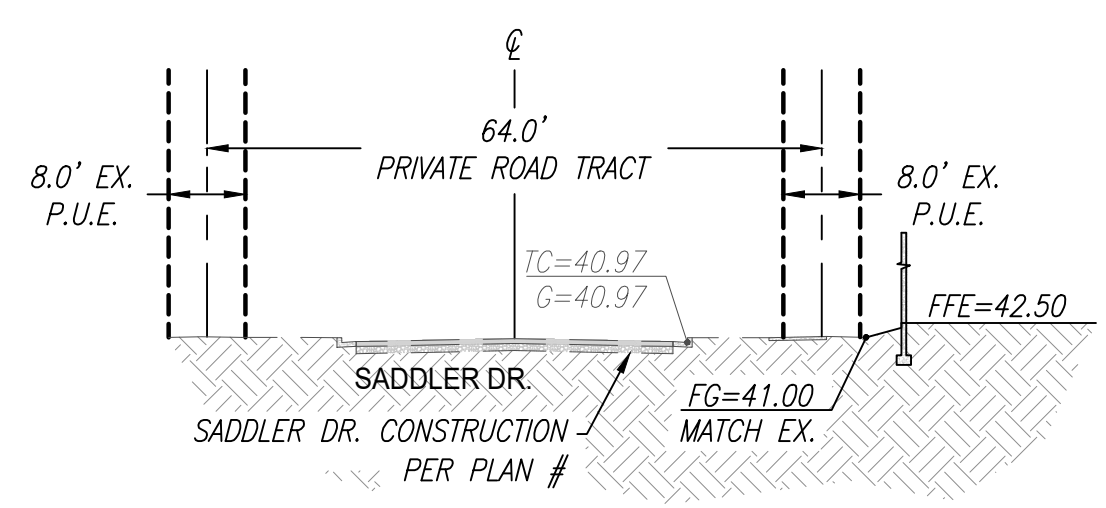 ℄
64.0'
PRIVATE ROAD TRACT
8.0' EX.
P.U.E.
8.0' EX.
P.U.E.
TC=40.97
G=40.97
FFE=42.50
SADDLER DR.
FG=41.00
MATCH EX.
SADDLER DR. CONSTRUCTION
PER PLAN #